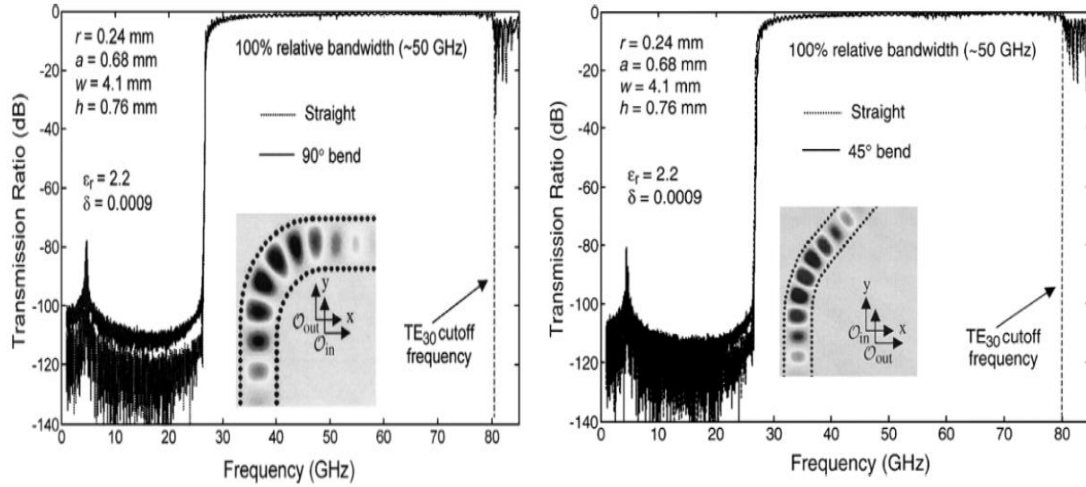 0
-20
-40
-60
-80
-100
-120
-140
Transmission Ratio (dB)
r = 0.24 mm
a = 0.68 mm
w = 4.1 mm
h = 0.76 mm
100% relative bandwidth (~50 GHz)
Straight
90° bend
εr = 2.2
δ = 0.0009
y
x
𝒪out
𝒪in
TE30 cutoff
frequency
0 10 20 30 40 50 60 70 80
Frequency (GHz)
0
-20
-40
-60
-80
-100
-120
-140
Transmission Ratio (dB)
r = 0.24 mm
a = 0.68 mm
w = 4.1 mm
h = 0.76 mm
100% relative bandwidth (~50 GHz)
Straight
45° bend
εr = 2.2
δ = 0.0009
y
x
𝒪in
𝒪out
TE30 cutoff
frequency
0 10 20 30 40 50 60 70 80
Frequency (GHz)